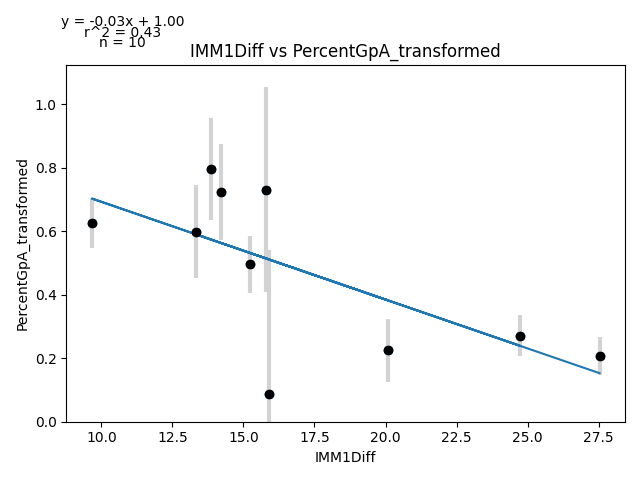 y = -0.03x + 1.00
r^2 = 0.43
n = 10
IMM1Diff vs PercentGpA_transformed
1.0
0.8
0.6
0.4
0.2
0.0
PercentGpA_transformed
10.0 12.5 15.0 17.5 20.0 22.5 25.0 27.5
IMM1Diff